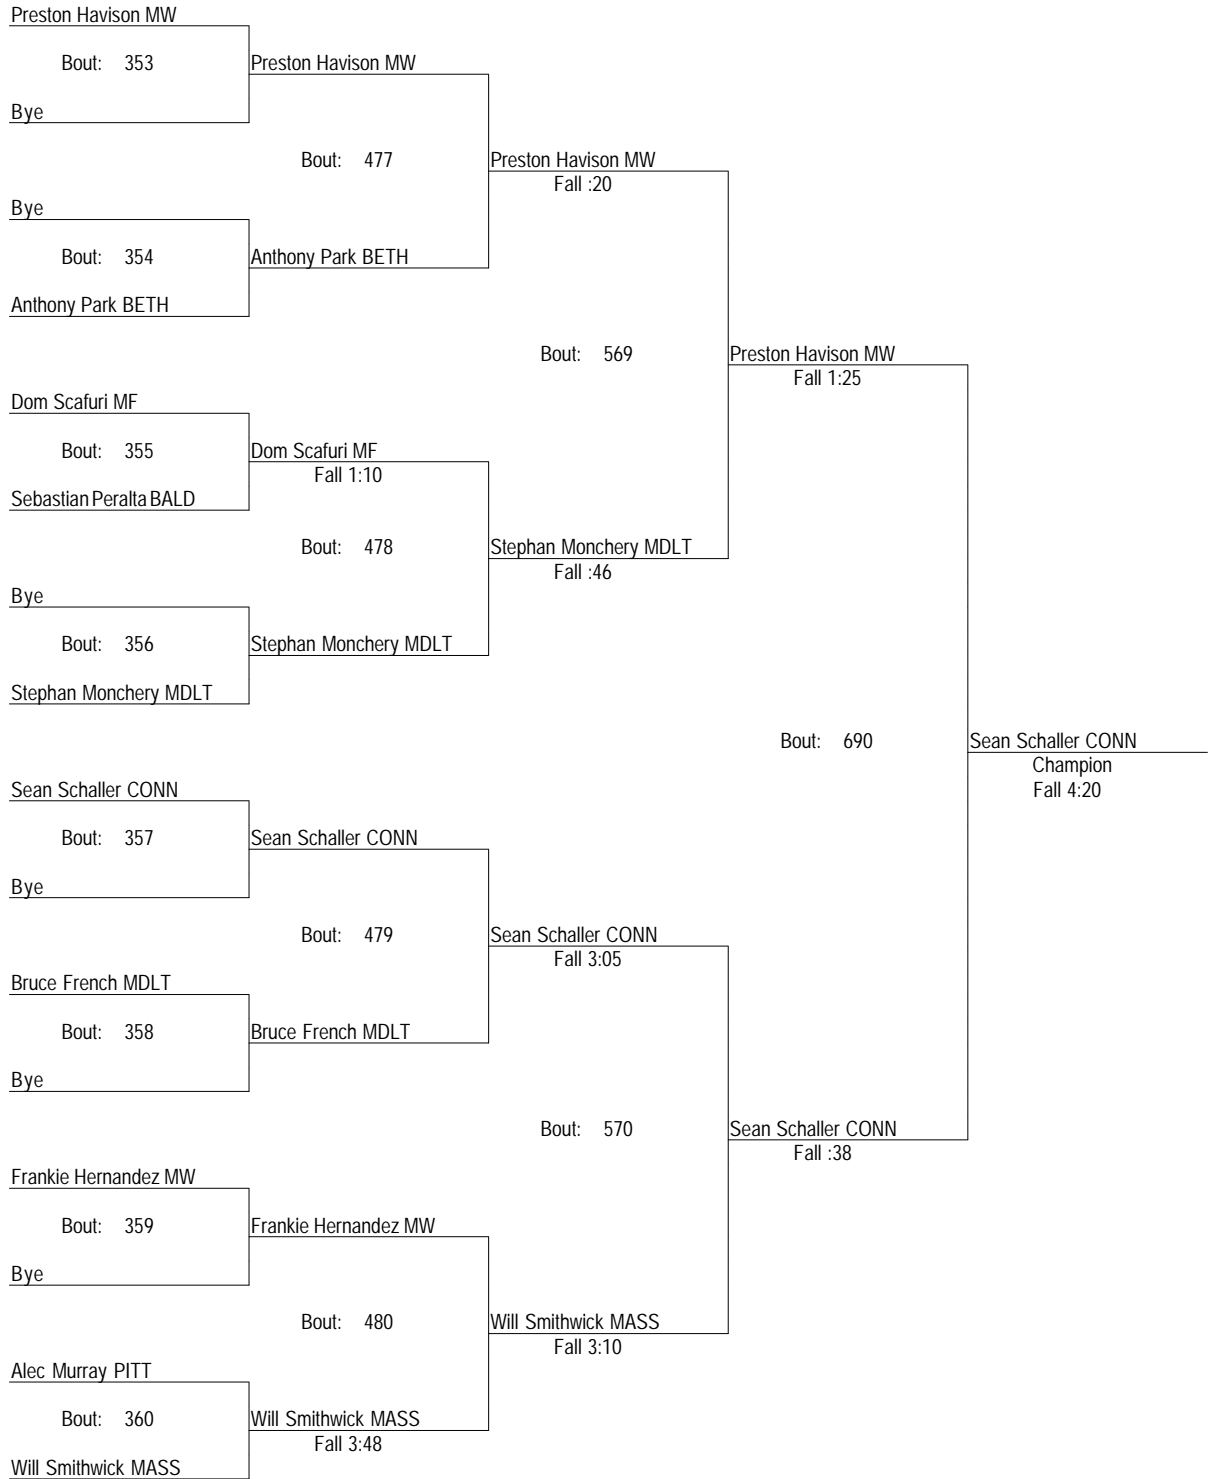 Preston Havison MW
Bout: 353
Preston Havison MW
Bye
Bout: 477
Preston Havison MW
Fall :20
Bye
Bout: 354
Anthony Park BETH
Anthony Park BETH
Bout: 569
Preston Havison MW
Fall 1:25
Dom Scafuri MF
Bout: 355
Dom Scafuri MF
Fall 1:10
Sebastian Peralta BALD
Bout: 478
Stephan Monchery MDLT
Fall :46
Bye
Bout: 356
Stephan Monchery MDLT
Stephan Monchery MDLT
Bout: 690
Sean Schaller CONN
Champion
Fall 4:20
Sean Schaller CONN
Bout: 357
Sean Schaller CONN
Bye
Bout: 479
Sean Schaller CONN
Fall 3:05
Bruce French MDLT
Bout: 358
Bruce French MDLT
Bye
Bout: 570
Sean Schaller CONN
Fall :38
Frankie Hernandez MW
Bout: 359
Frankie Hernandez MW
Bye
Bout: 480
Will Smithwick MASS
Fall 3:10
Alec Murray PITT
Bout: 360
Will Smithwick MASS
Fall 3:48
Will Smithwick MASS